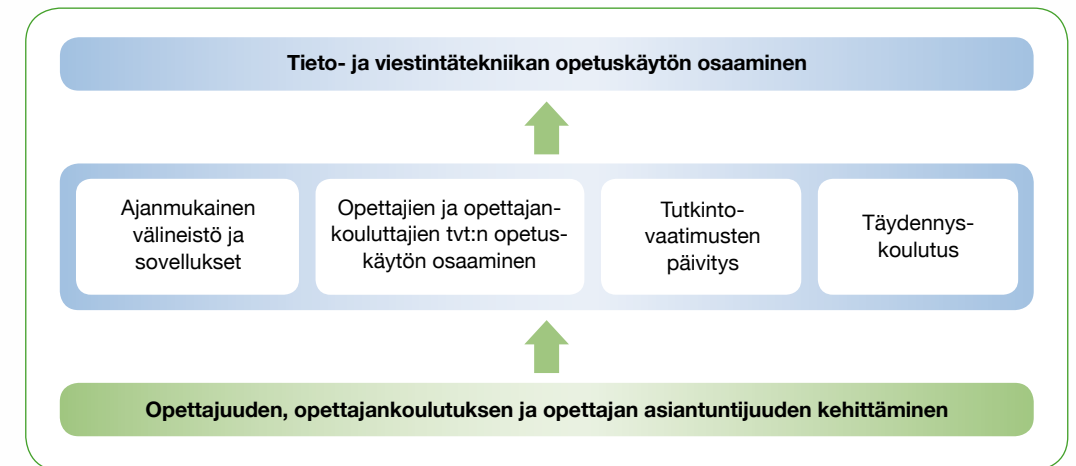 Tieto- ja viestintätekniikan opetuskäytön osaaminen
Ajanmukainen
välineistö ja
sovellukset
Opettajien ja opettajan-
kouluttajien tvt:n opetus-
käytön osaaminen
Tutkinto-
vaatimusten
päivitys
Täydennys-
koulutus
Opettajuuden, opettajankoulutuksen ja opettajan asiantuntijuuden kehittäminen